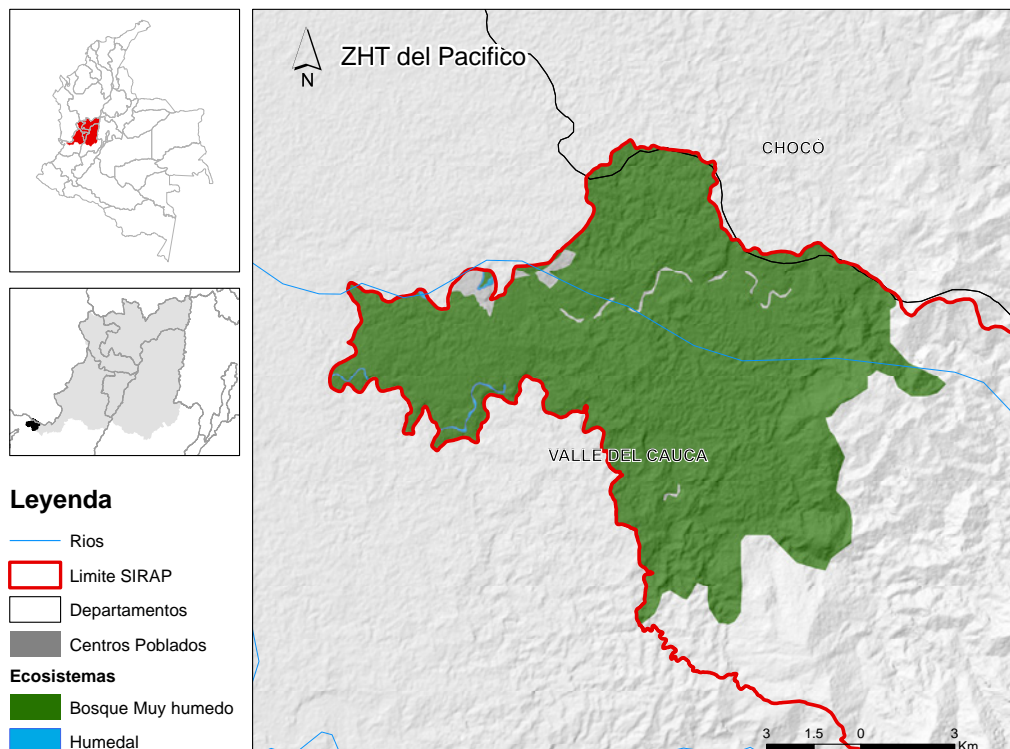 ZHT del Pacifico
N
CHOCÓ
VALLE DEL CAUCA
Leyenda
Rios
Limite SIRAP
Departamentos
Centros Poblados
Ecosistemas
Bosque Muy humedo
Humedal
3 1.5 0 3
Km